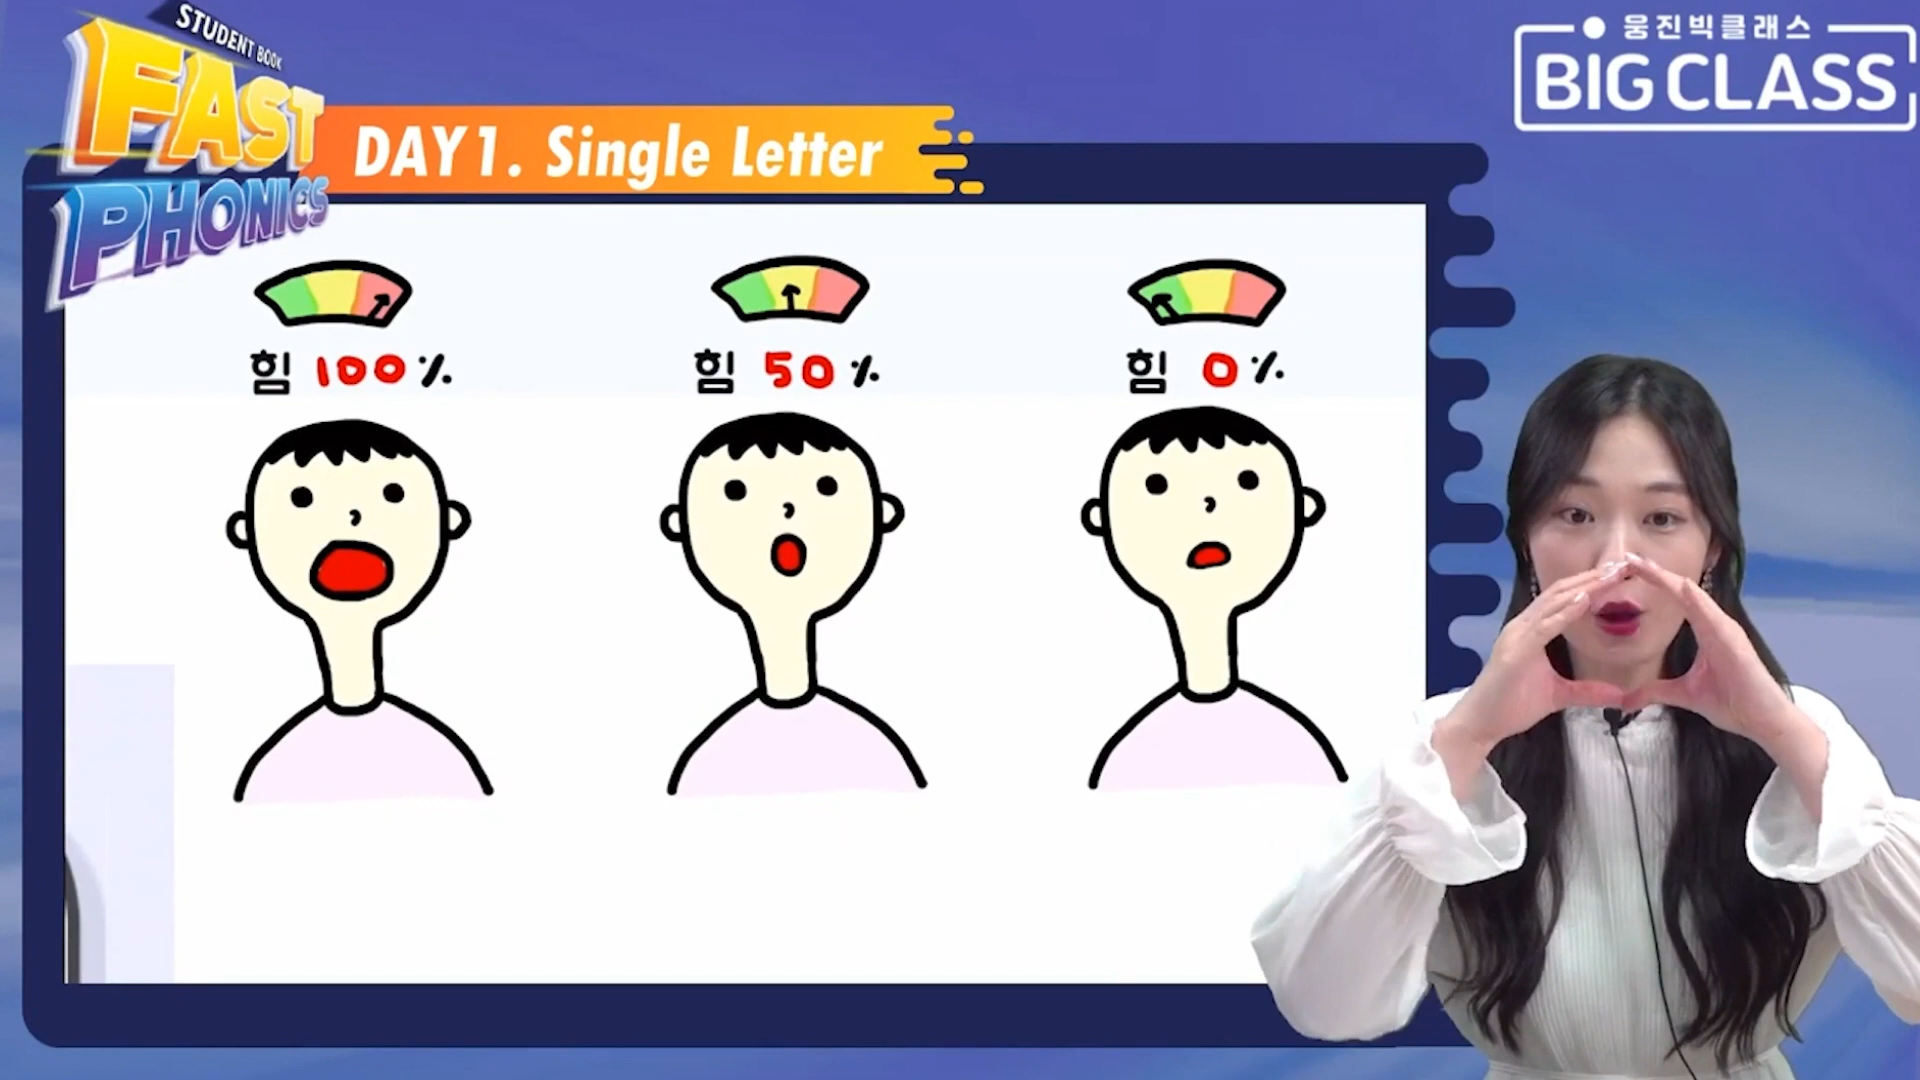 STUDENT BOOK
FAST
PHONICS
DAY1. Single Letter
웅진빅클래스
BIG CLASS
힘 100%
힘 50%
힘 0%